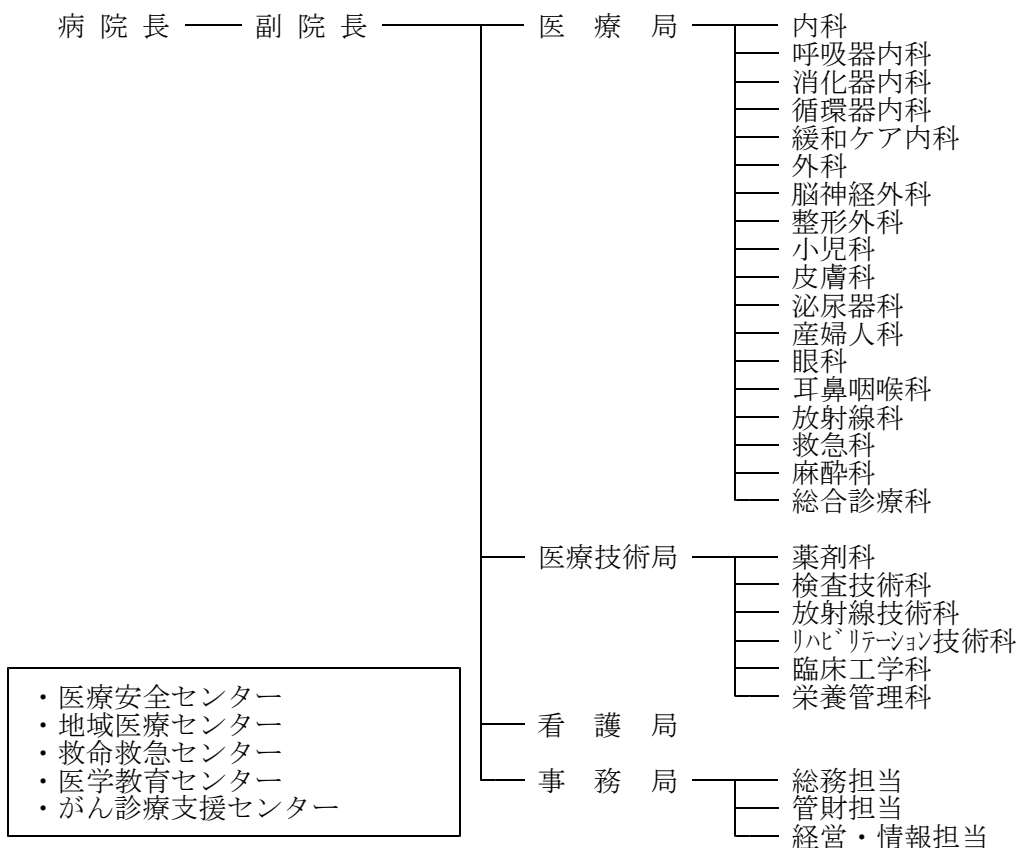 病院長 副院長 医療局 内科
呼吸器内科
消化器内科
循環器内科
緩和ケア内科
外科
脳神経外科
整形外科
小児科
皮膚科
泌尿器科
産婦人科
眼科
耳鼻咽喉科
放射線科
救急科
麻酔科
総合診療科
医療技術局 薬剤科
検査技術科
放射線技術科
ﾘﾊﾋﾞﾘﾃｰｼｮﾝ技術科
臨床工学科
栄養管理科
看護局
事務局 総務担当
管財担当
経営・情報担当
・医療安全センター
・地域医療センター
・救命救急センター
・医学教育センター
・がん診療支援センター